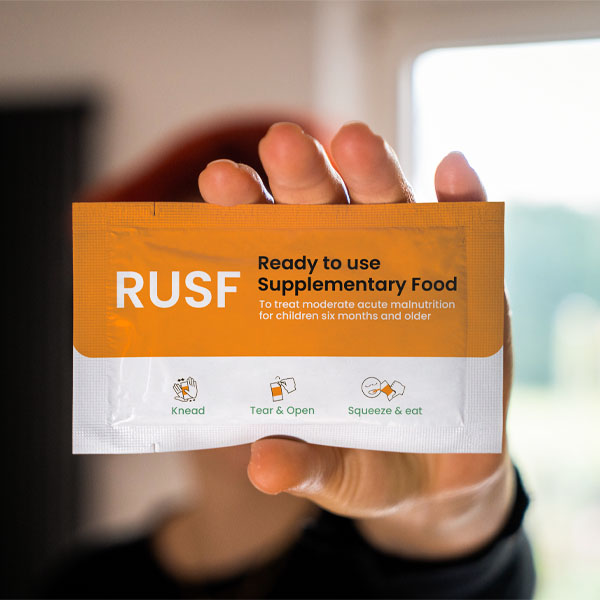 RUSF
Ready to use
Supplementary Food
To treat moderate acute malnutrition
for children six months and older
Knead
Tear & Open
Squeeze & eat